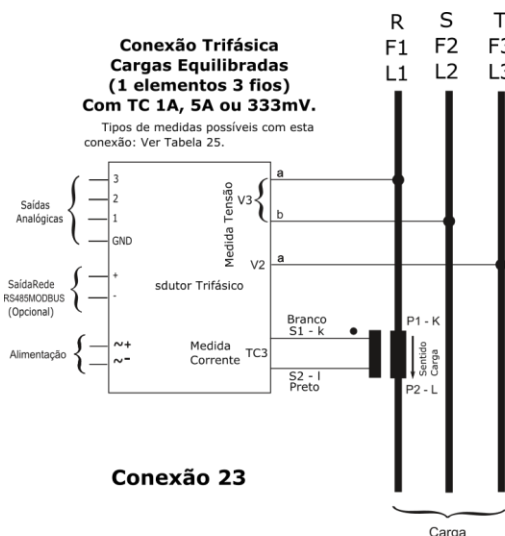 R S T
F1 F2 F3
L1 L2 L3
Conexão Trifásica
Cargas Equilibradas
(1 elementos 3 fios)
Com TC 1A, 5A ou 333mV.
Tipos de medidas possíveis com esta
conexão: Ver Tabela 25.
Saídas
Analógicas
3
2
1
GND
SaídaRede
RS485MODBUS
(Opcional)
+
-
Alimentação
~+
~-
sdutor Trifásico
Medida Tensão
V3
a
b
V2
a
Medida
Corrente
TC3
Branco
S1 - k
S2 - l
Preto
P1 - K
Sentido
Carga
P2 - L
Conexão 23
Carga